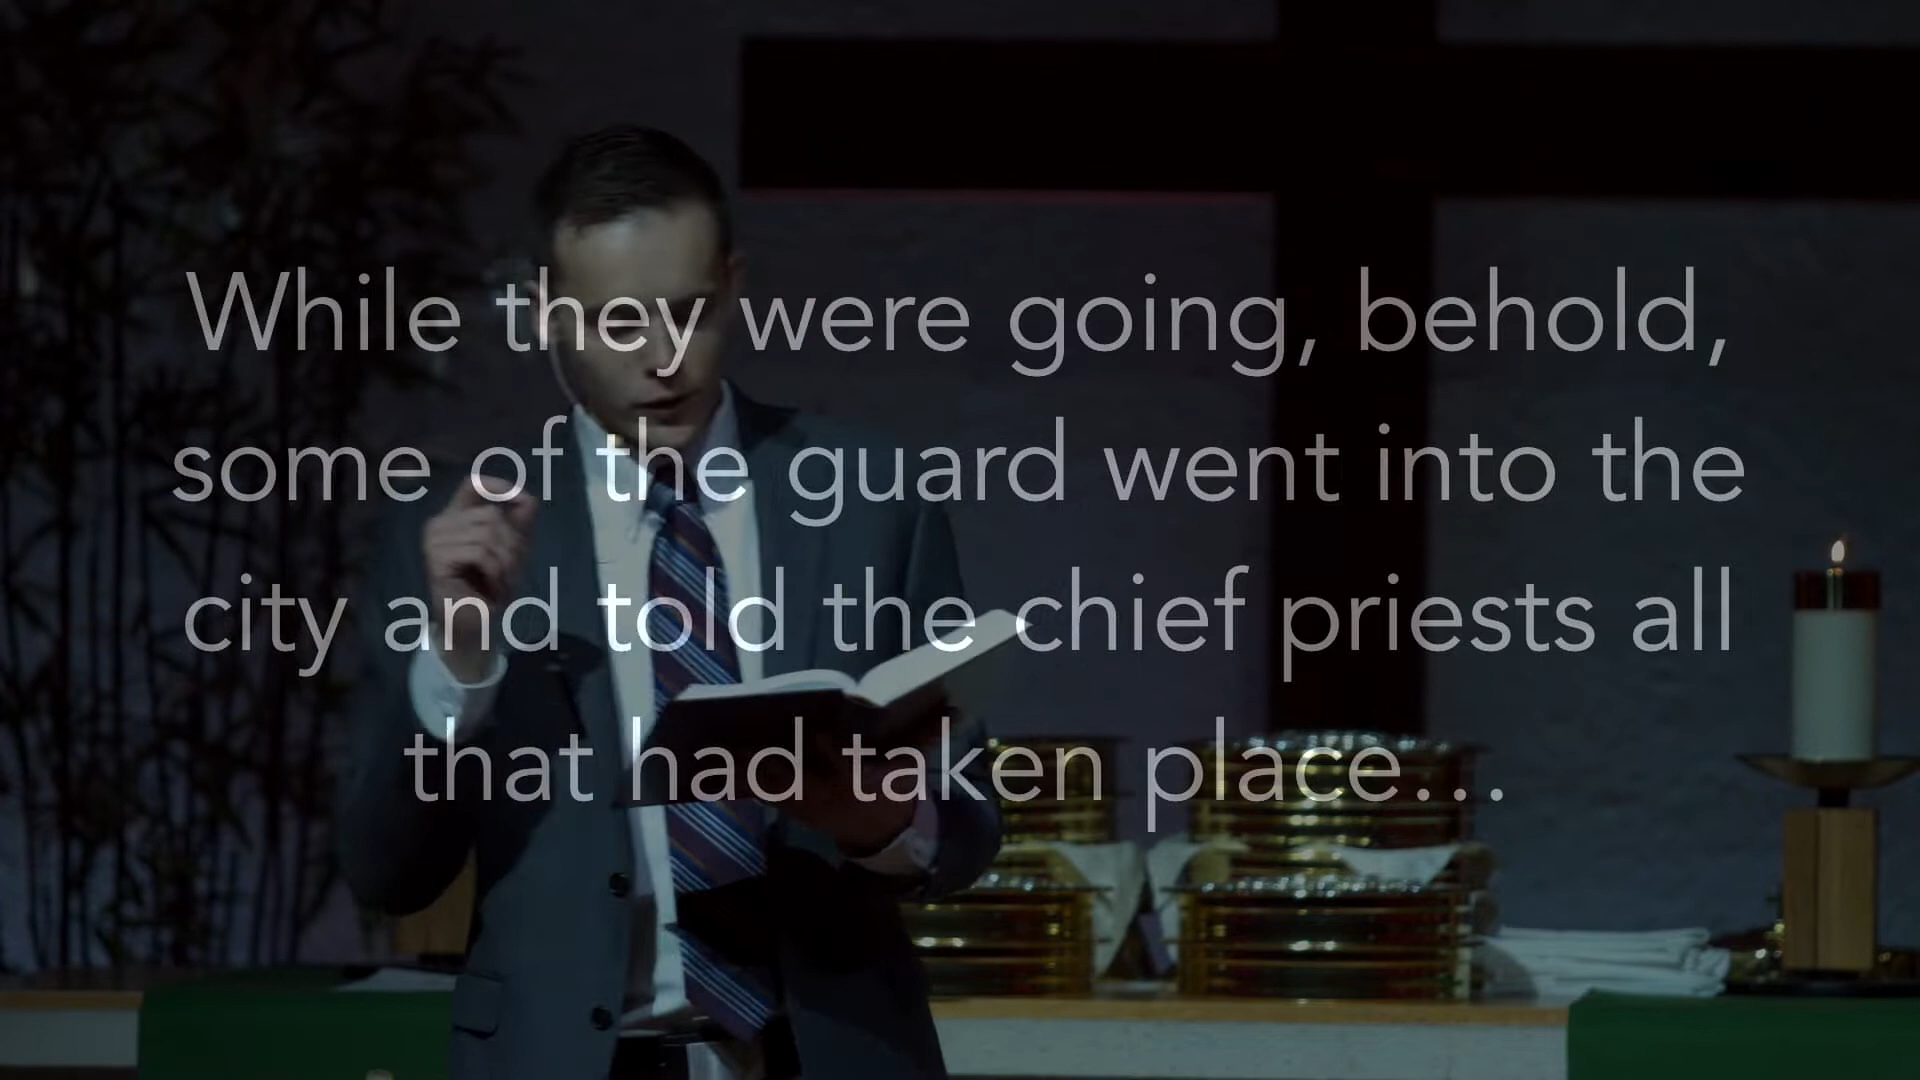 While they were going, behold,
some of the guard went into the
city and told the chief priests all
that had taken place…